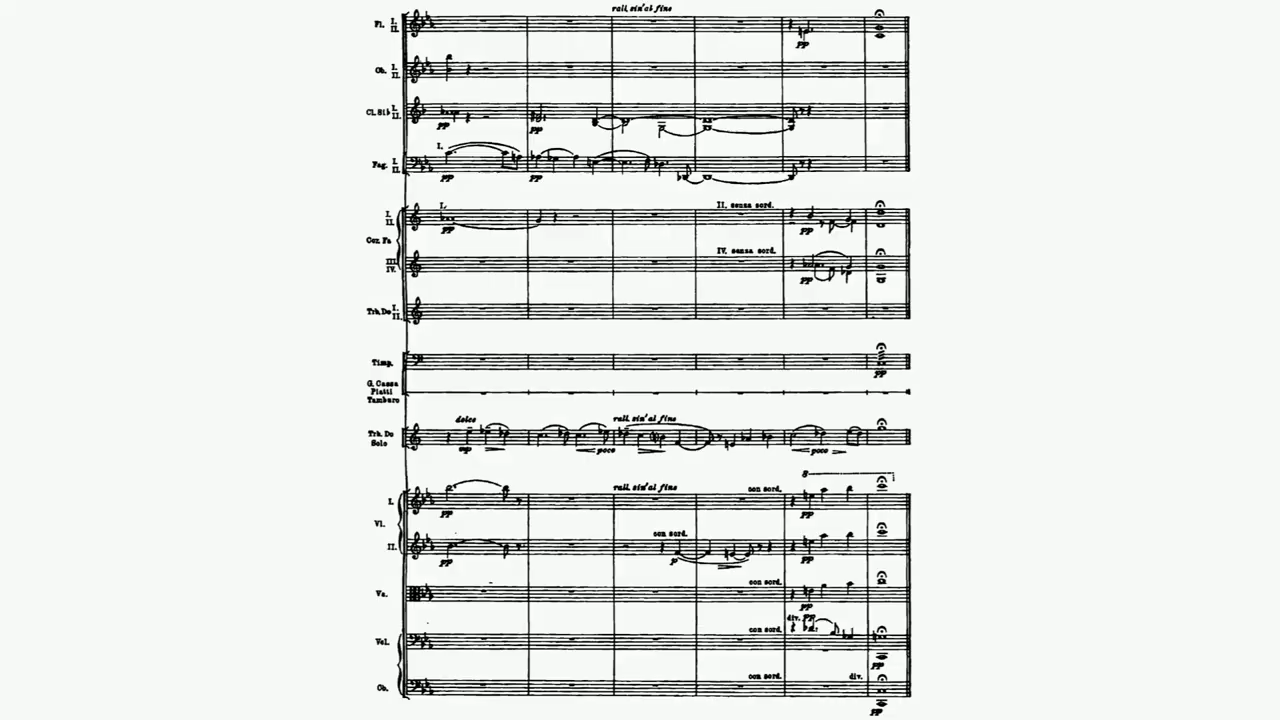 rall. sin'al fine
Fl. I. II.
Ob. I. II.
Cl. Sib I. II.
pp
pp
pp
I.
Fag. I. II.
pp
pp
I.
II. senza sord.
I. II.
pp
pp
Cor. Fa
IV. senza sord.
III. IV.
pp
Trb. Do I. II.
Timp.
pp
G. Cassa
Piatti
Tamburo
dolce
rall. sin'al fine
Trb. Do
Solo
mp
poco
poco
8
I.
rall. sin'al fine
con sord.
pp
pp
Vl.
con sord.
II.
pp
p
pp
con sord.
Va.
pp
div. pp
Vcl.
con sord.
pp
con sord.
div.
Cb.
pp